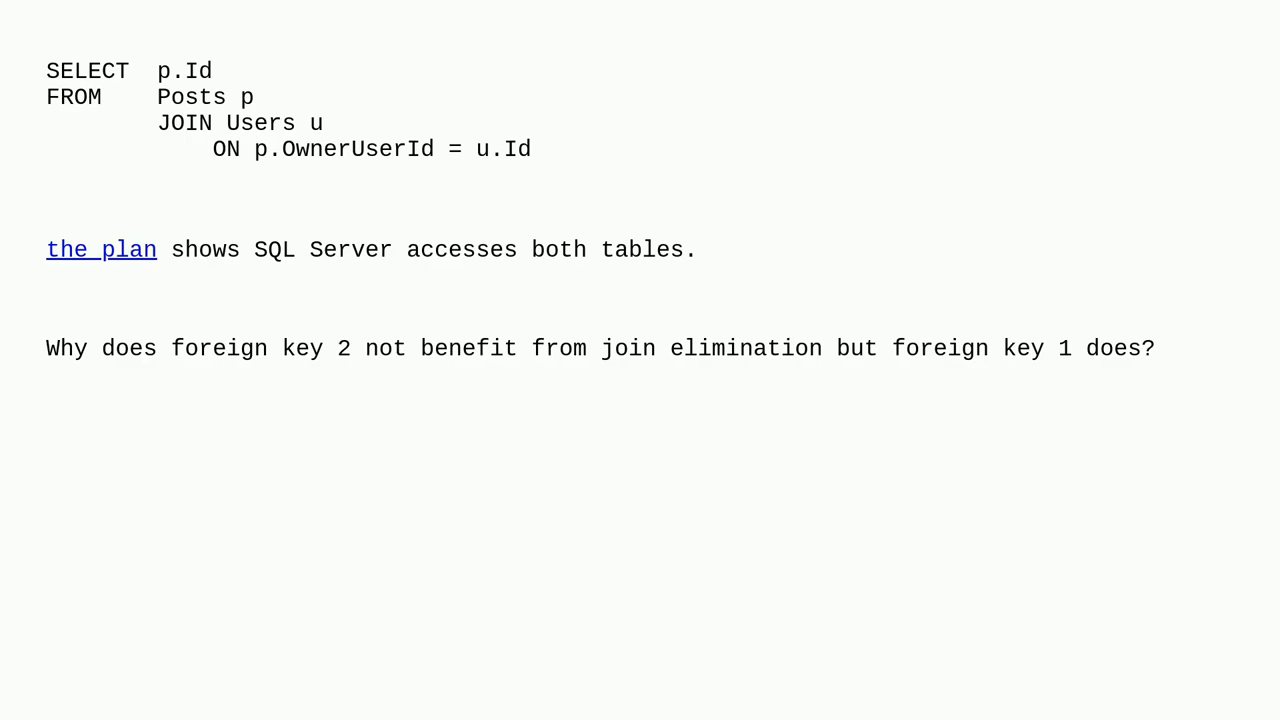 SELECT  p.Id
FROM    Posts p
        JOIN Users u
            ON p.OwnerUserId = u.Id
the plan shows SQL Server accesses both tables.
Why does foreign key 2 not benefit from join elimination but foreign key 1 does?